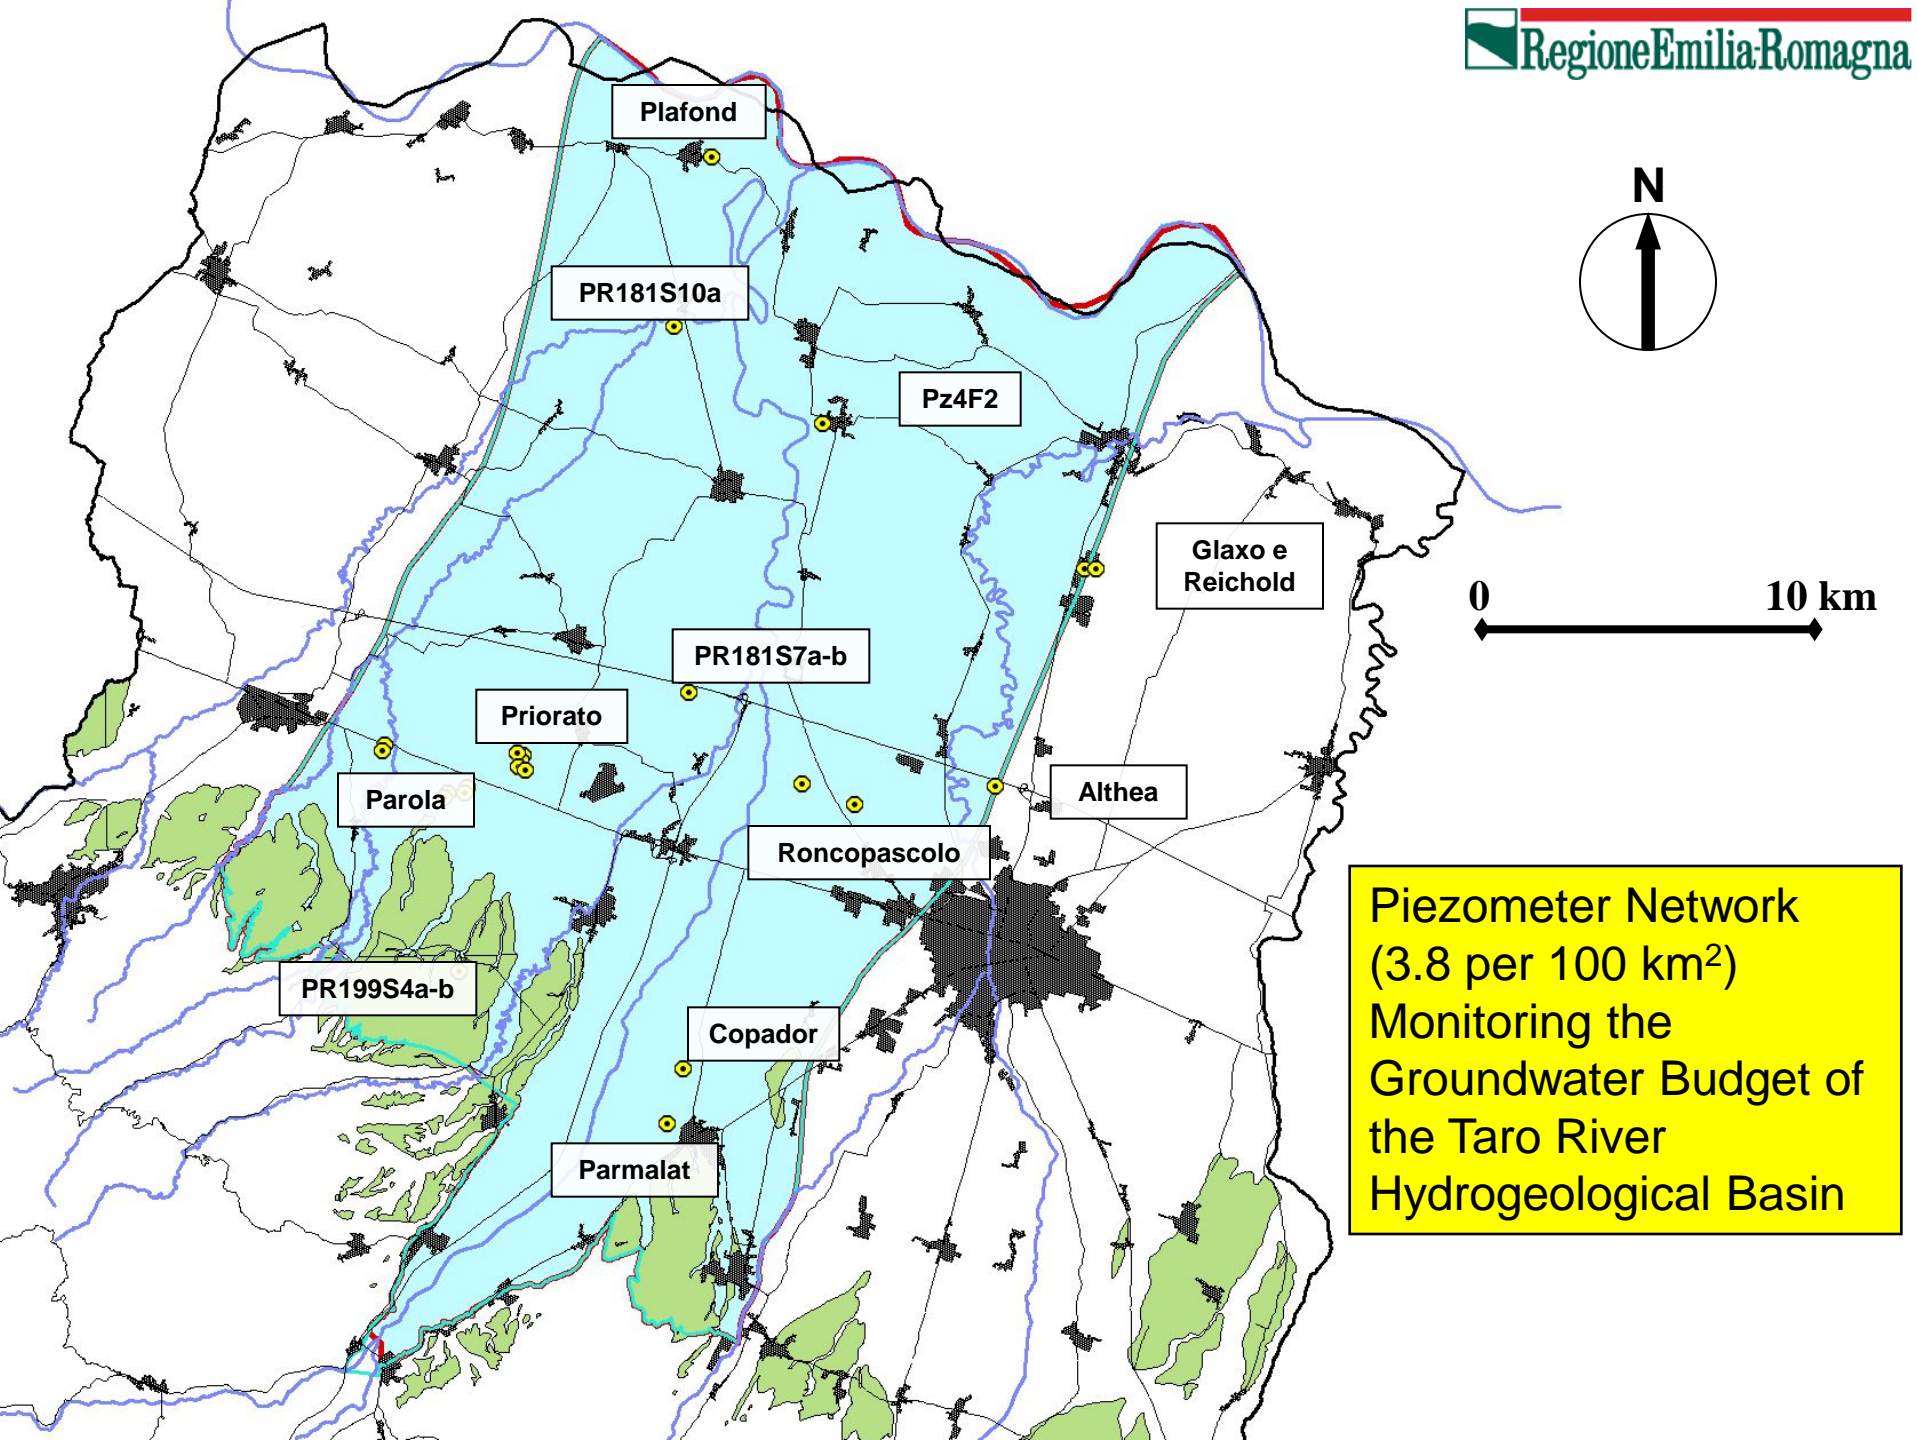 RegioneEmilia-Romagna
Plafond
N
PR181S10a
Pz4F2
Glaxo e
Reichold
0 10 km
PR181S7a-b
Priorato
Parola
Althea
Roncopascolo
PR199S4a-b
Copador
Parmalat
Piezometer Network
(3.8 per 100 km²)
Monitoring the
Groundwater Budget of
the Taro River
Hydrogeological Basin